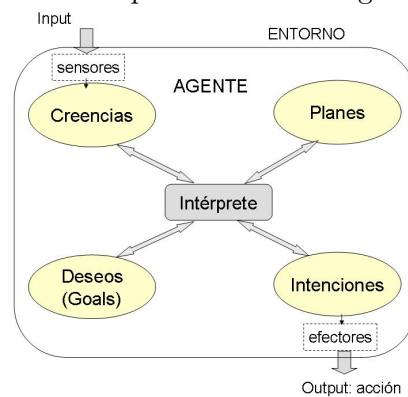 Input
ENTORNO
sensores
AGENTE
Creencias
Planes
Intérprete
Deseos
(Goals)
Intenciones
efectores
Output: acción